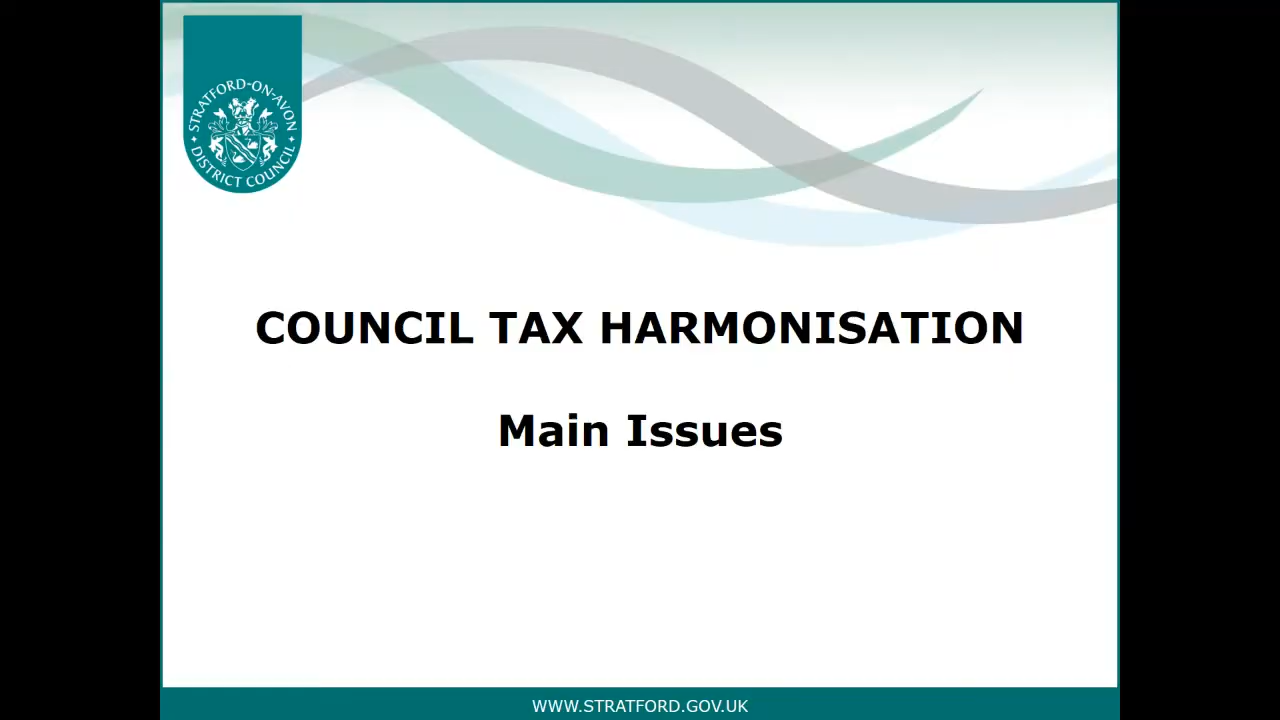 STRATFORD-ON-AVON
DISTRICT COUNCIL
COUNCIL TAX HARMONISATION
Main Issues
WWW.STRATFORD.GOV.UK